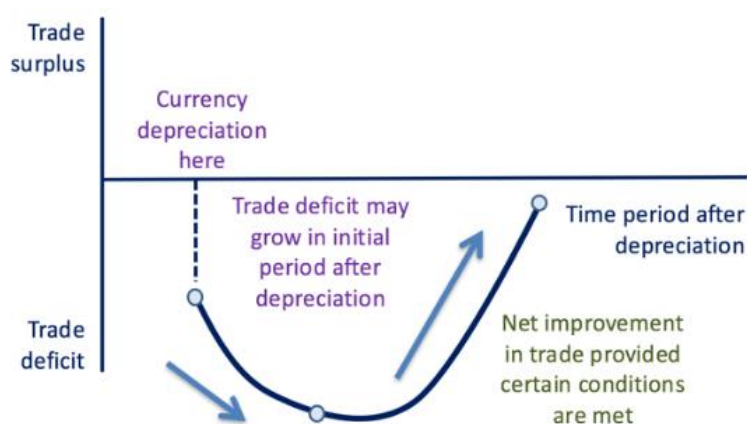 Trade
surplus
Currency
depreciation
here
Trade deficit may
grow in initial
period after
depreciation
Time period after
depreciation
Trade
deficit
Net improvement
in trade provided
certain conditions
are met